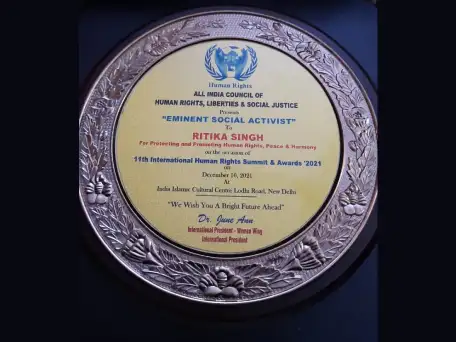 Human Rights
ALL INDIA COUNCIL OF
HUMAN RIGHTS, LIBERTIES & SOCIAL JUSTICE
Presents
"EMINENT SOCIAL ACTIVIST"
To
RITIKA SINGH
For Protecting and Promoting Human Rights, Peace & Harmony
on the occasion of
11th International Human Rights Summit & Awards '2021
on
December 10, 2021
At
India Islamic Cultural Centre Lodhi Road, New Delhi
"We Wish You A Bright Future Ahead"
Dr. June Ann
International President - Women Wing
International President